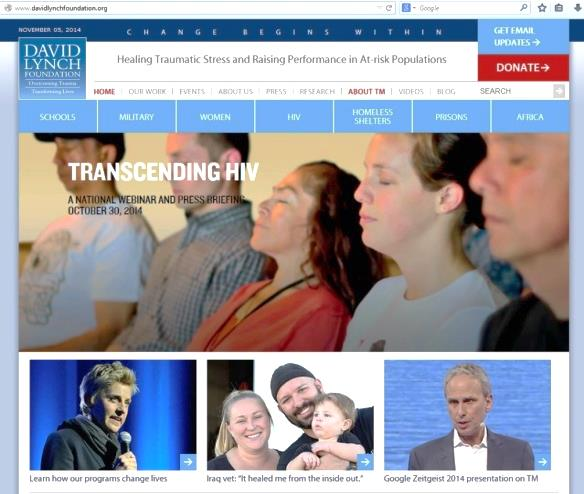 www.davidlynchfoundation.org
Google
NOVEMBER 05, 2014
CHANGE BEGINS WITHIN
GET EMAIL
UPDATES
DAVID
LYNCH
FOUNDATION
Overcoming Trauma
Transforming Lives
Healing Traumatic Stress and Raising Performance in At-risk Populations
DONATE
HOME | OUR WORK | EVENTS | ABOUT US | PRESS | RESEARCH | ABOUT TM | VIDEOS | BLOG
SEARCH
SCHOOLS
MILITARY
WOMEN
HIV
HOMELESS
SHELTERS
PRISONS
AFRICA
TRANSCENDING HIV
A NATIONAL WEBINAR AND PRESS BRIEFING
OCTOBER 30, 2014
Learn how our programs change lives
Iraq vet: "It healed me from the inside out."
Google Zeitgeist 2014 presentation on TM